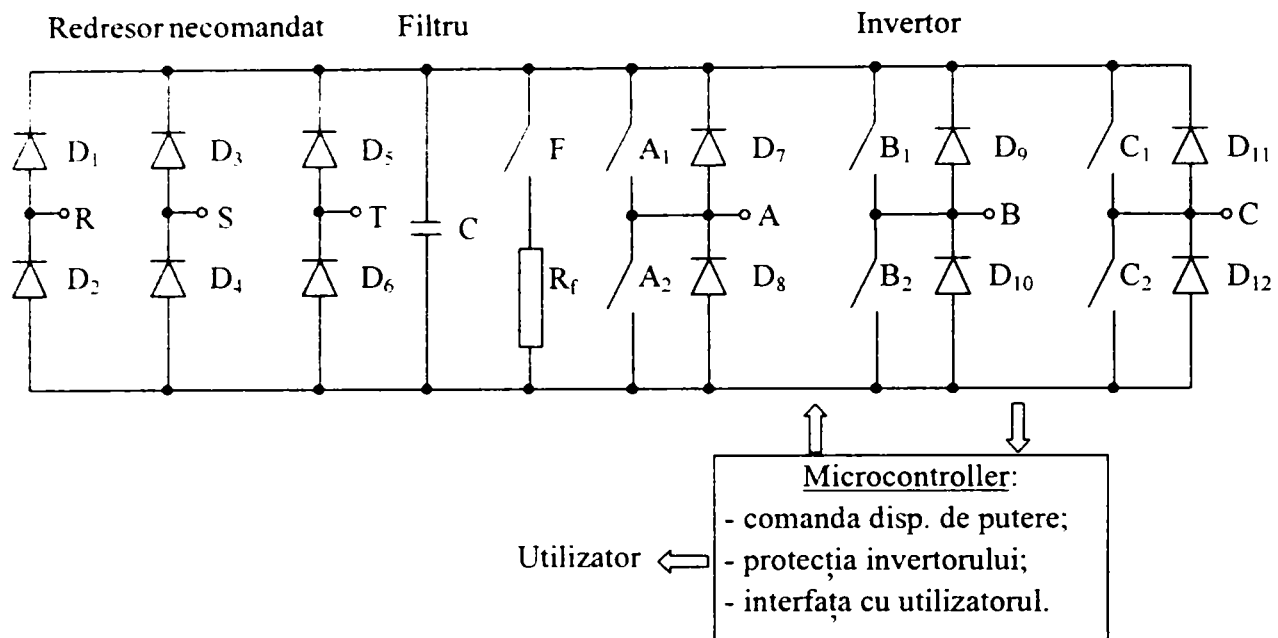 Redresor necomandat Filtru Invertor
D₁ D₃ D₅ F A₁ D₇ B₁ D₉ C₁ D₁₁
R S T C A B C
D₂ D₄ D₆ R_f A₂ D₈ B₂ D₁₀ C₂ D₁₂
Microcontroller:
- comanda disp. de putere;
- protecția invertorului;
- interfața cu utilizatorul.
Utilizator